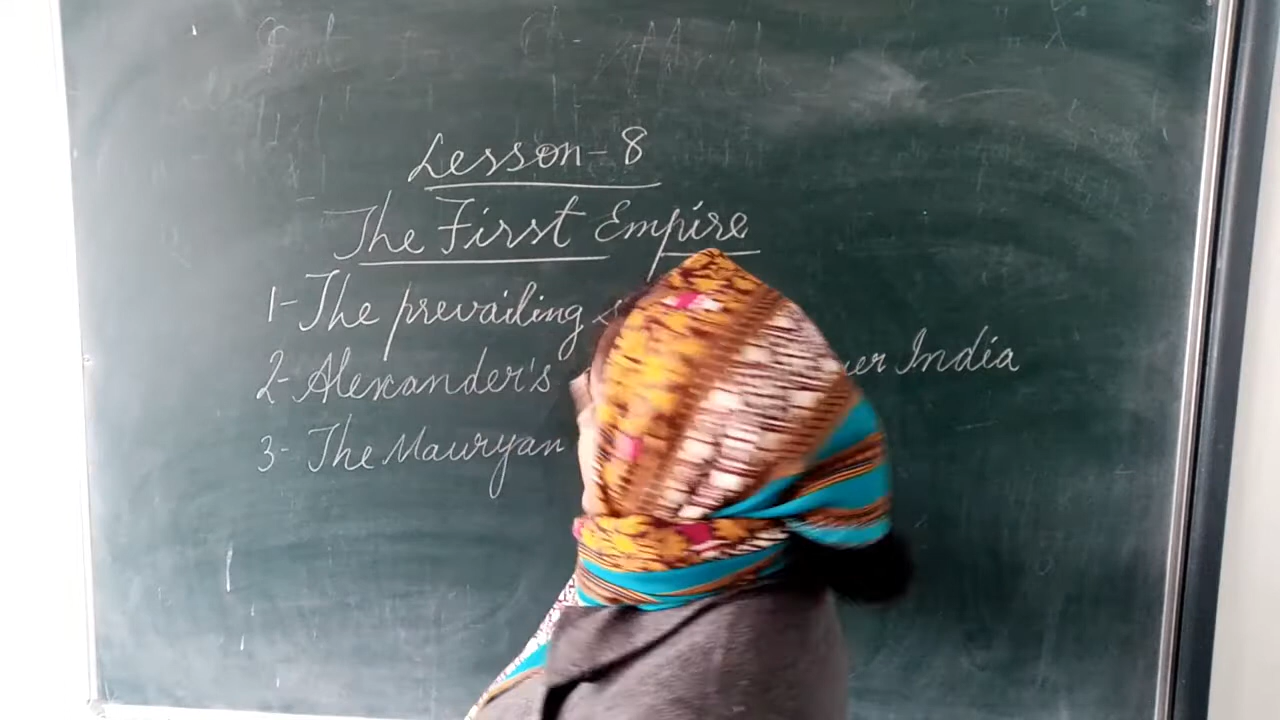 Lesson-8
The First Empire
1- The prevailing
2- Alexander's India
3- The Mauryan